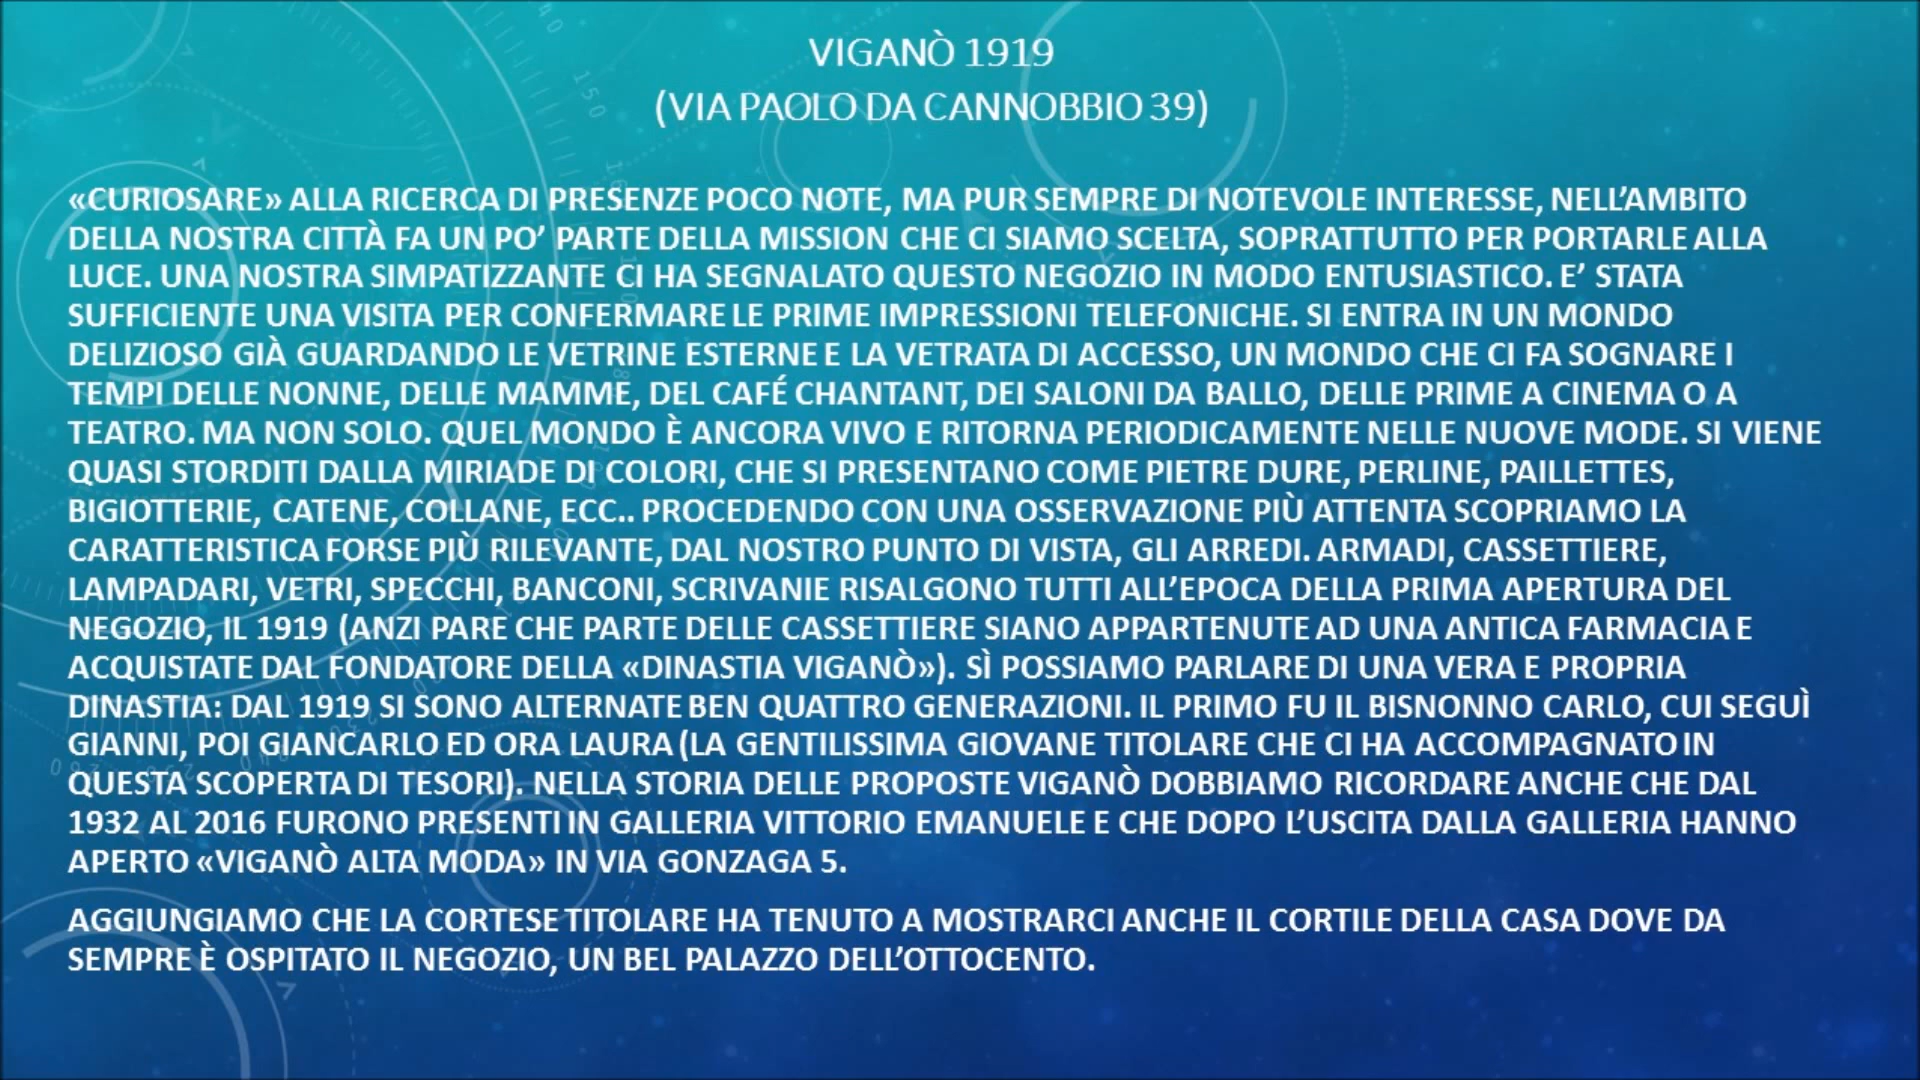 VIGANÒ 1919
(VIA PAOLO DA CANNOBBIO 39)
«CURIOSARE» ALLA RICERCA DI PRESENZE POCO NOTE, MA PUR SEMPRE DI NOTEVOLE INTERESSE, NELL’AMBITO
DELLA NOSTRA CITTÀ FA UN PO’ PARTE DELLA MISSION CHE CI SIAMO SCELTA, SOPRATTUTTO PER PORTARLE ALLA
LUCE. UNA NOSTRA SIMPATIZZANTE CI HA SEGNALATO QUESTO NEGOZIO IN MODO ENTUSIASTICO. E’ STATA
SUFFICIENTE UNA VISITA PER CONFERMARE LE PRIME IMPRESSIONI TELEFONICHE. SI ENTRA IN UN MONDO
DELIZIOSO GIÀ GUARDANDO LE VETRINE ESTERNE E LA VETRATA DI ACCESSO, UN MONDO CHE CI FA SOGNARE I
TEMPI DELLE NONNE, DELLE MAMME, DEL CAFÉ CHANTANT, DEI SALONI DA BALLO, DELLE PRIME A CINEMA O A
TEATRO. MA NON SOLO. QUEL MONDO È ANCORA VIVO E RITORNA PERIODICAMENTE NELLE NUOVE MODE. SI VIENE
QUASI STORDITI DALLA MIRIADE DI COLORI, CHE SI PRESENTANO COME PIETRE DURE, PERLINE, PAILLETTES,
BIGIOTTERIE, CATENE, COLLANE, ECC.. PROCEDENDO CON UNA OSSERVAZIONE PIÙ ATTENTA SCOPRIAMO LA
CARATTERISTICA FORSE PIÙ RILEVANTE, DAL NOSTRO PUNTO DI VISTA, GLI ARREDI. ARMADI, CASSETTIERE,
LAMPADARI, VETRI, SPECCHI, BANCONI, SCRIVANIE RISALGONO TUTTI ALL’EPOCA DELLA PRIMA APERTURA DEL
NEGOZIO, IL 1919 (ANZI PARE CHE PARTE DELLE CASSETTIERE SIANO APPARTENUTE AD UNA ANTICA FARMACIA E
ACQUISTATE DAL FONDATORE DELLA «DINASTIA VIGANÒ»). SÌ POSSIAMO PARLARE DI UNA VERA E PROPRIA
DINASTIA: DAL 1919 SI SONO ALTERNATE BEN QUATTRO GENERAZIONI. IL PRIMO FU IL BISNONNO CARLO, CUI SEGUÌ
GIANNI, POI GIANCARLO ED ORA LAURA (LA GENTILISSIMA GIOVANE TITOLARE CHE CI HA ACCOMPAGNATO IN
QUESTA SCOPERTA DI TESORI). NELLA STORIA DELLE PROPOSTE VIGANÒ DOBBIAMO RICORDARE ANCHE CHE DAL
1932 AL 2016 FURONO PRESENTI IN GALLERIA VITTORIO EMANUELE E CHE DOPO L’USCITA DALLA GALLERIA HANNO
APERTO «VIGANÒ ALTA MODA» IN VIA GONZAGA 5.
AGGIUNGIAMO CHE LA CORTESE TITOLARE HA TENUTO A MOSTRARCI ANCHE IL CORTILE DELLA CASA DOVE DA
SEMPRE È OSPITATO IL NEGOZIO, UN BEL PALAZZO DELL’OTTOCENTO.